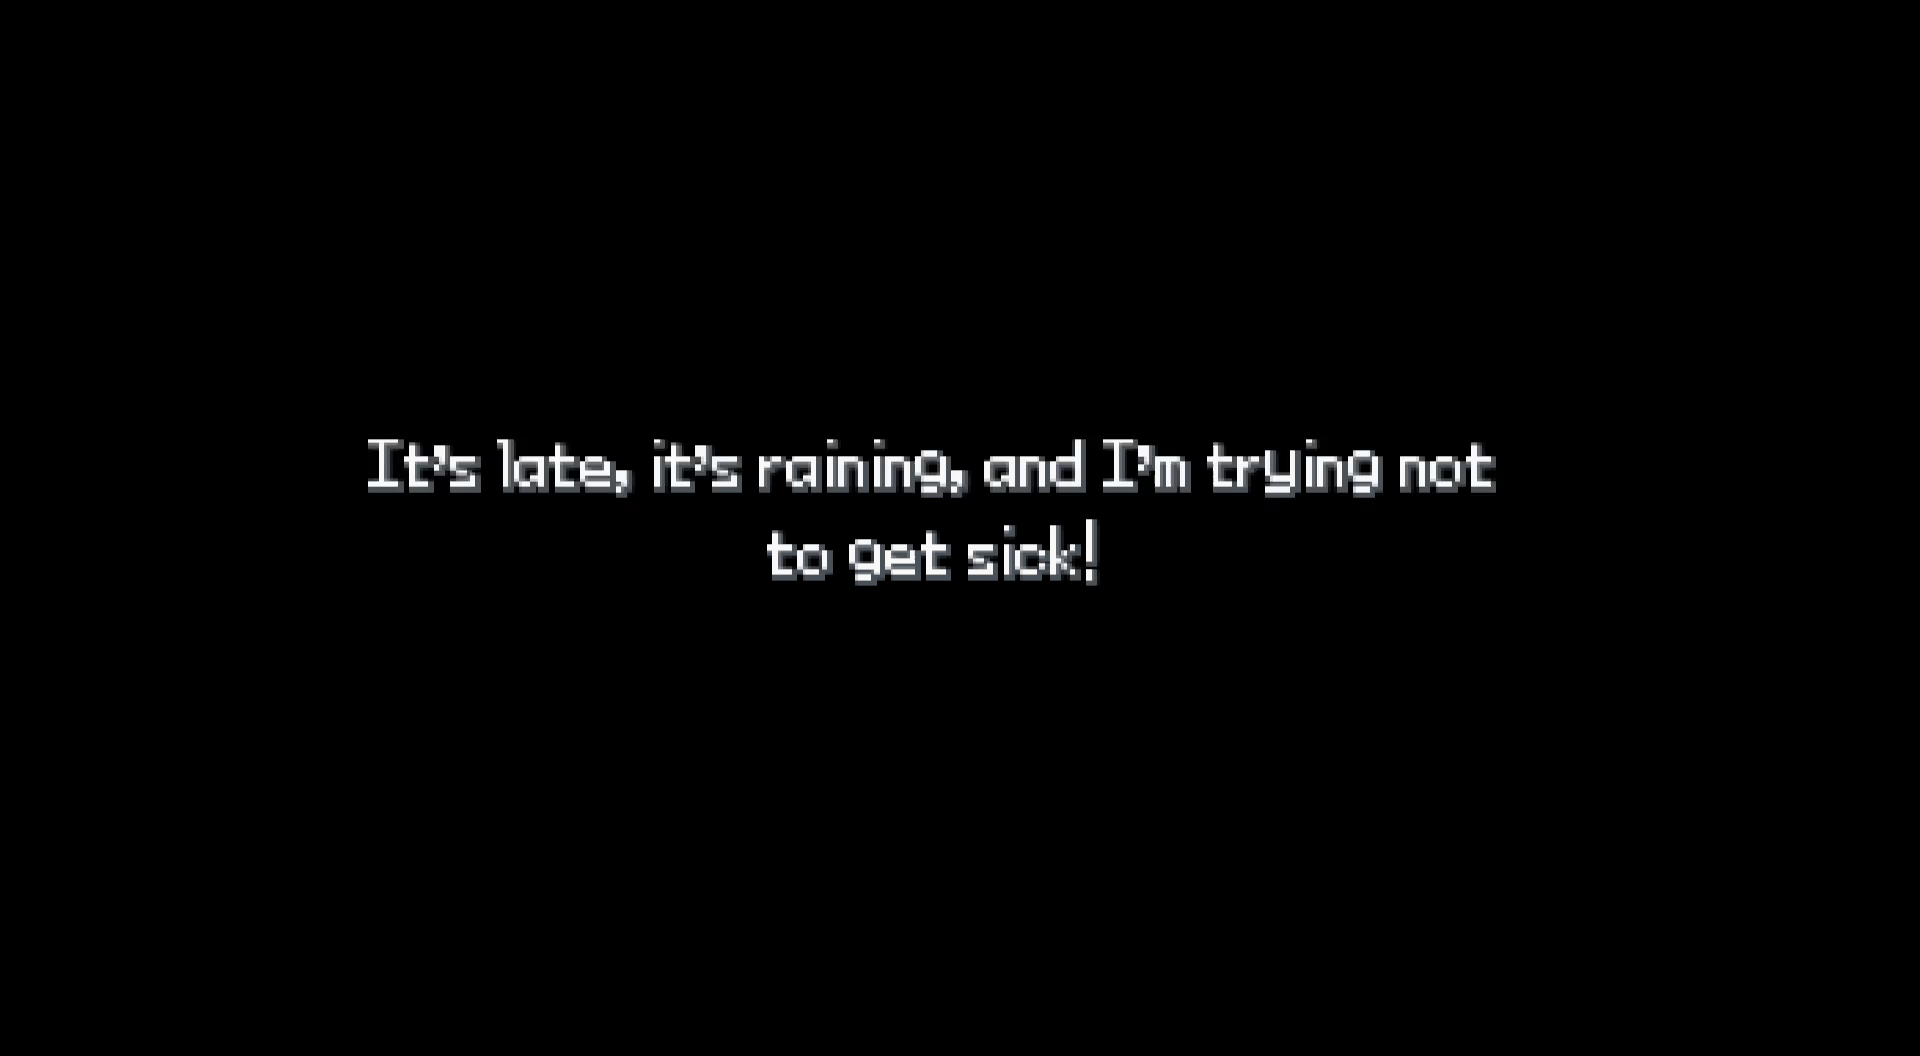 It's late, it's raining, and I'm trying not
to get sick!